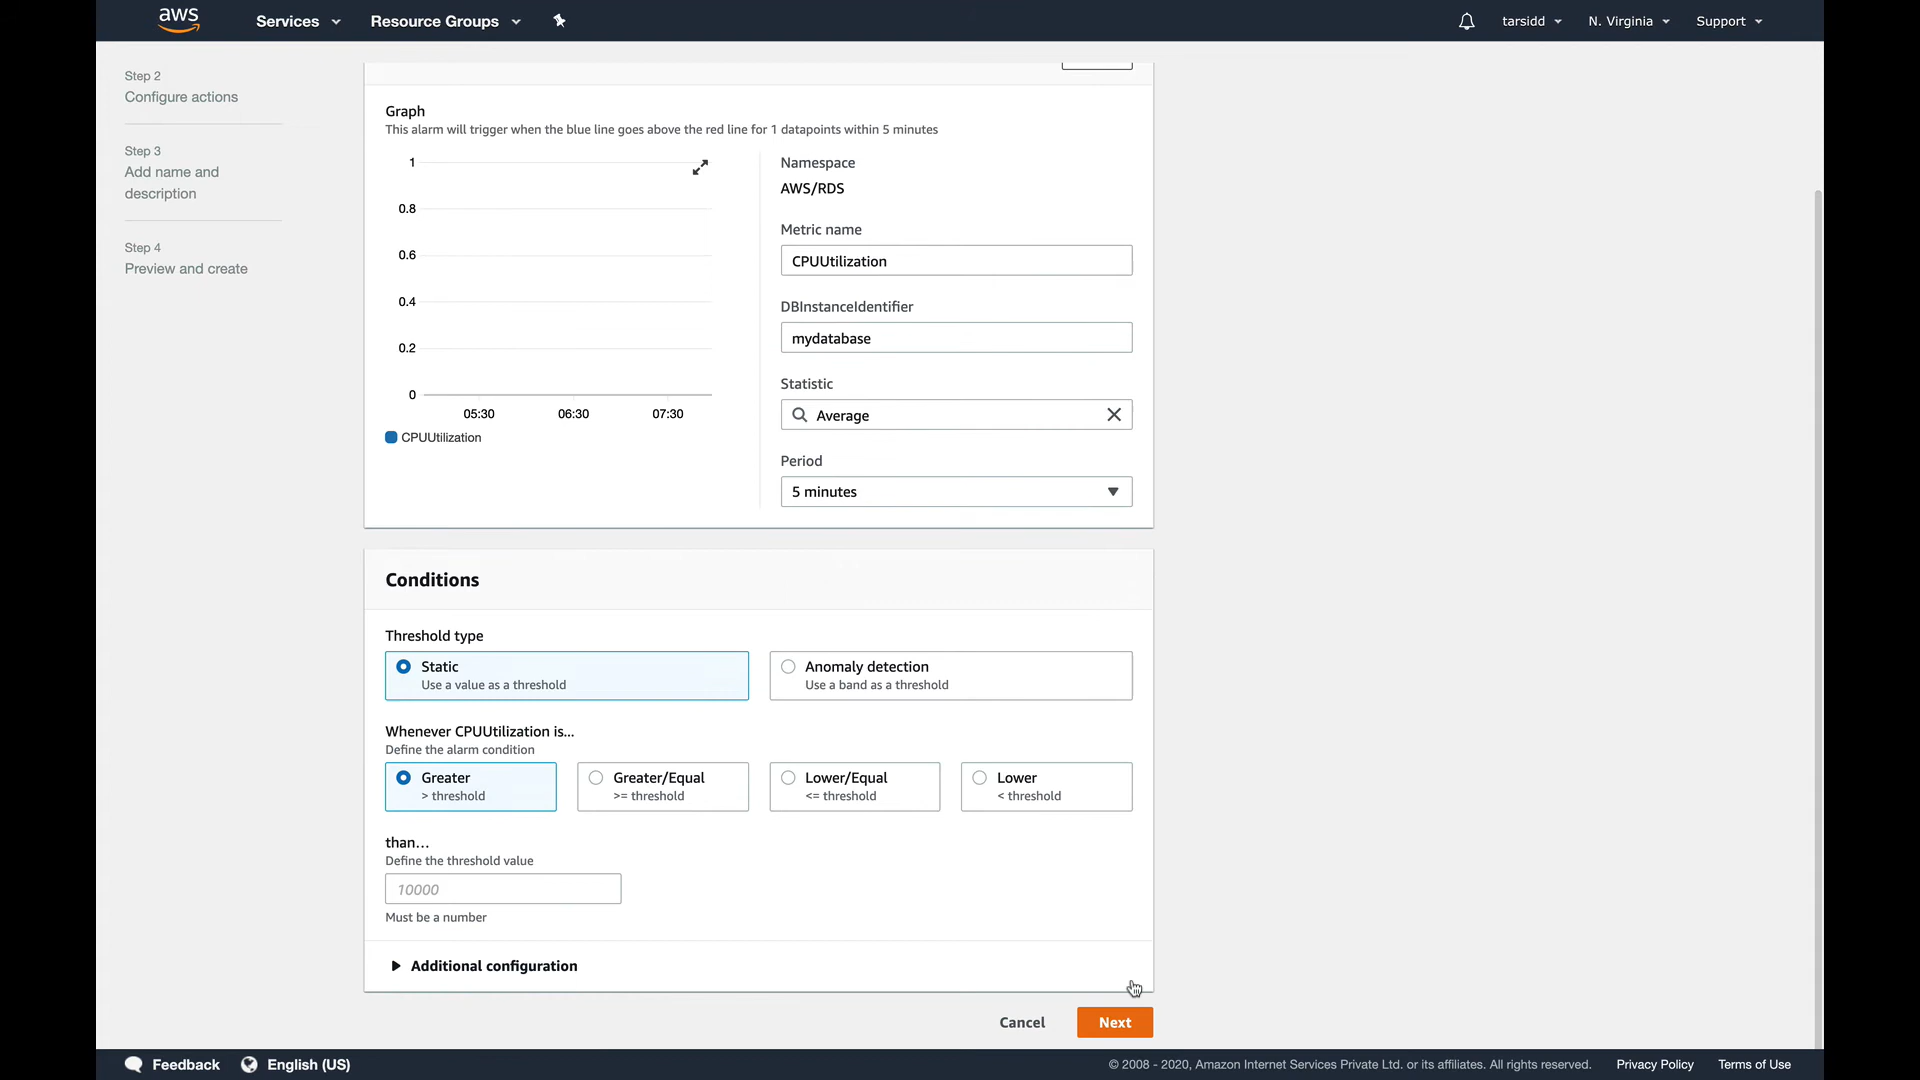 aws
Services
Resource Groups
tarsidd
N. Virginia
Support
Step 2
Configure actions
Step 3
Add name and
description
Step 4
Preview and create
Graph
This alarm will trigger when the blue line goes above the red line for 1 datapoints within 5 minutes
1
0.8
0.6
0.4
0.2
0
05:30 06:30 07:30
CPUUtilization
Namespace
AWS/RDS
Metric name
CPUUtilization
DBInstanceIdentifier
mydatabase
Statistic
Average
Period
5 minutes
Conditions
Threshold type
Static
Use a value as a threshold
Anomaly detection
Use a band as a threshold
Whenever CPUUtilization is...
Define the alarm condition
Greater
> threshold
Greater/Equal
>= threshold
Lower/Equal
<= threshold
Lower
< threshold
than...
Define the threshold value
10000
Must be a number
Additional configuration
Cancel
Next
Feedback
English (US)
© 2008 - 2020, Amazon Internet Services Private Ltd. or its affiliates. All rights reserved.
Privacy Policy
Terms of Use